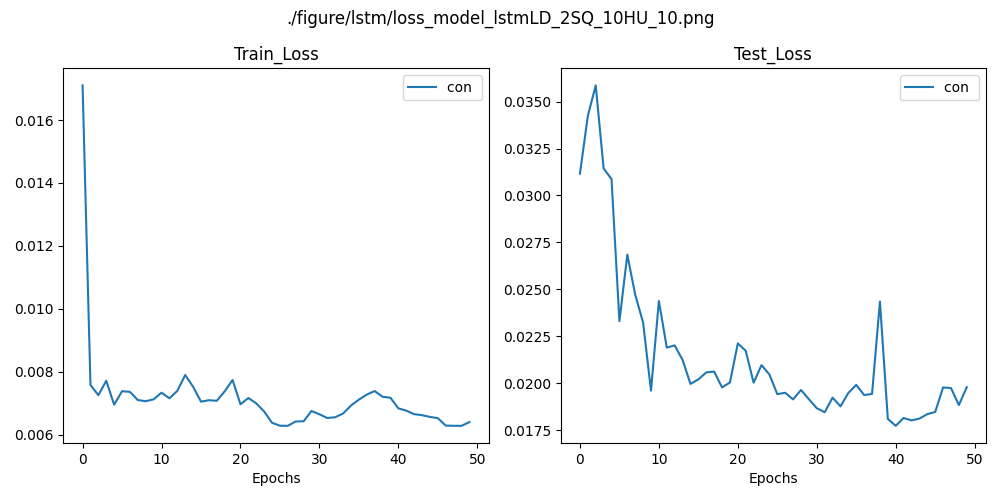 ./figure/lstm/loss_model_lstmLD_2SQ_10HU_10.png
Train_Loss
con
0.016
0.014
0.012
0.010
0.008
0.006
0 10 20 30 40 50
Epochs
Test_Loss
con
0.0350
0.0325
0.0300
0.0275
0.0250
0.0225
0.0200
0.0175
0 10 20 30 40 50
Epochs